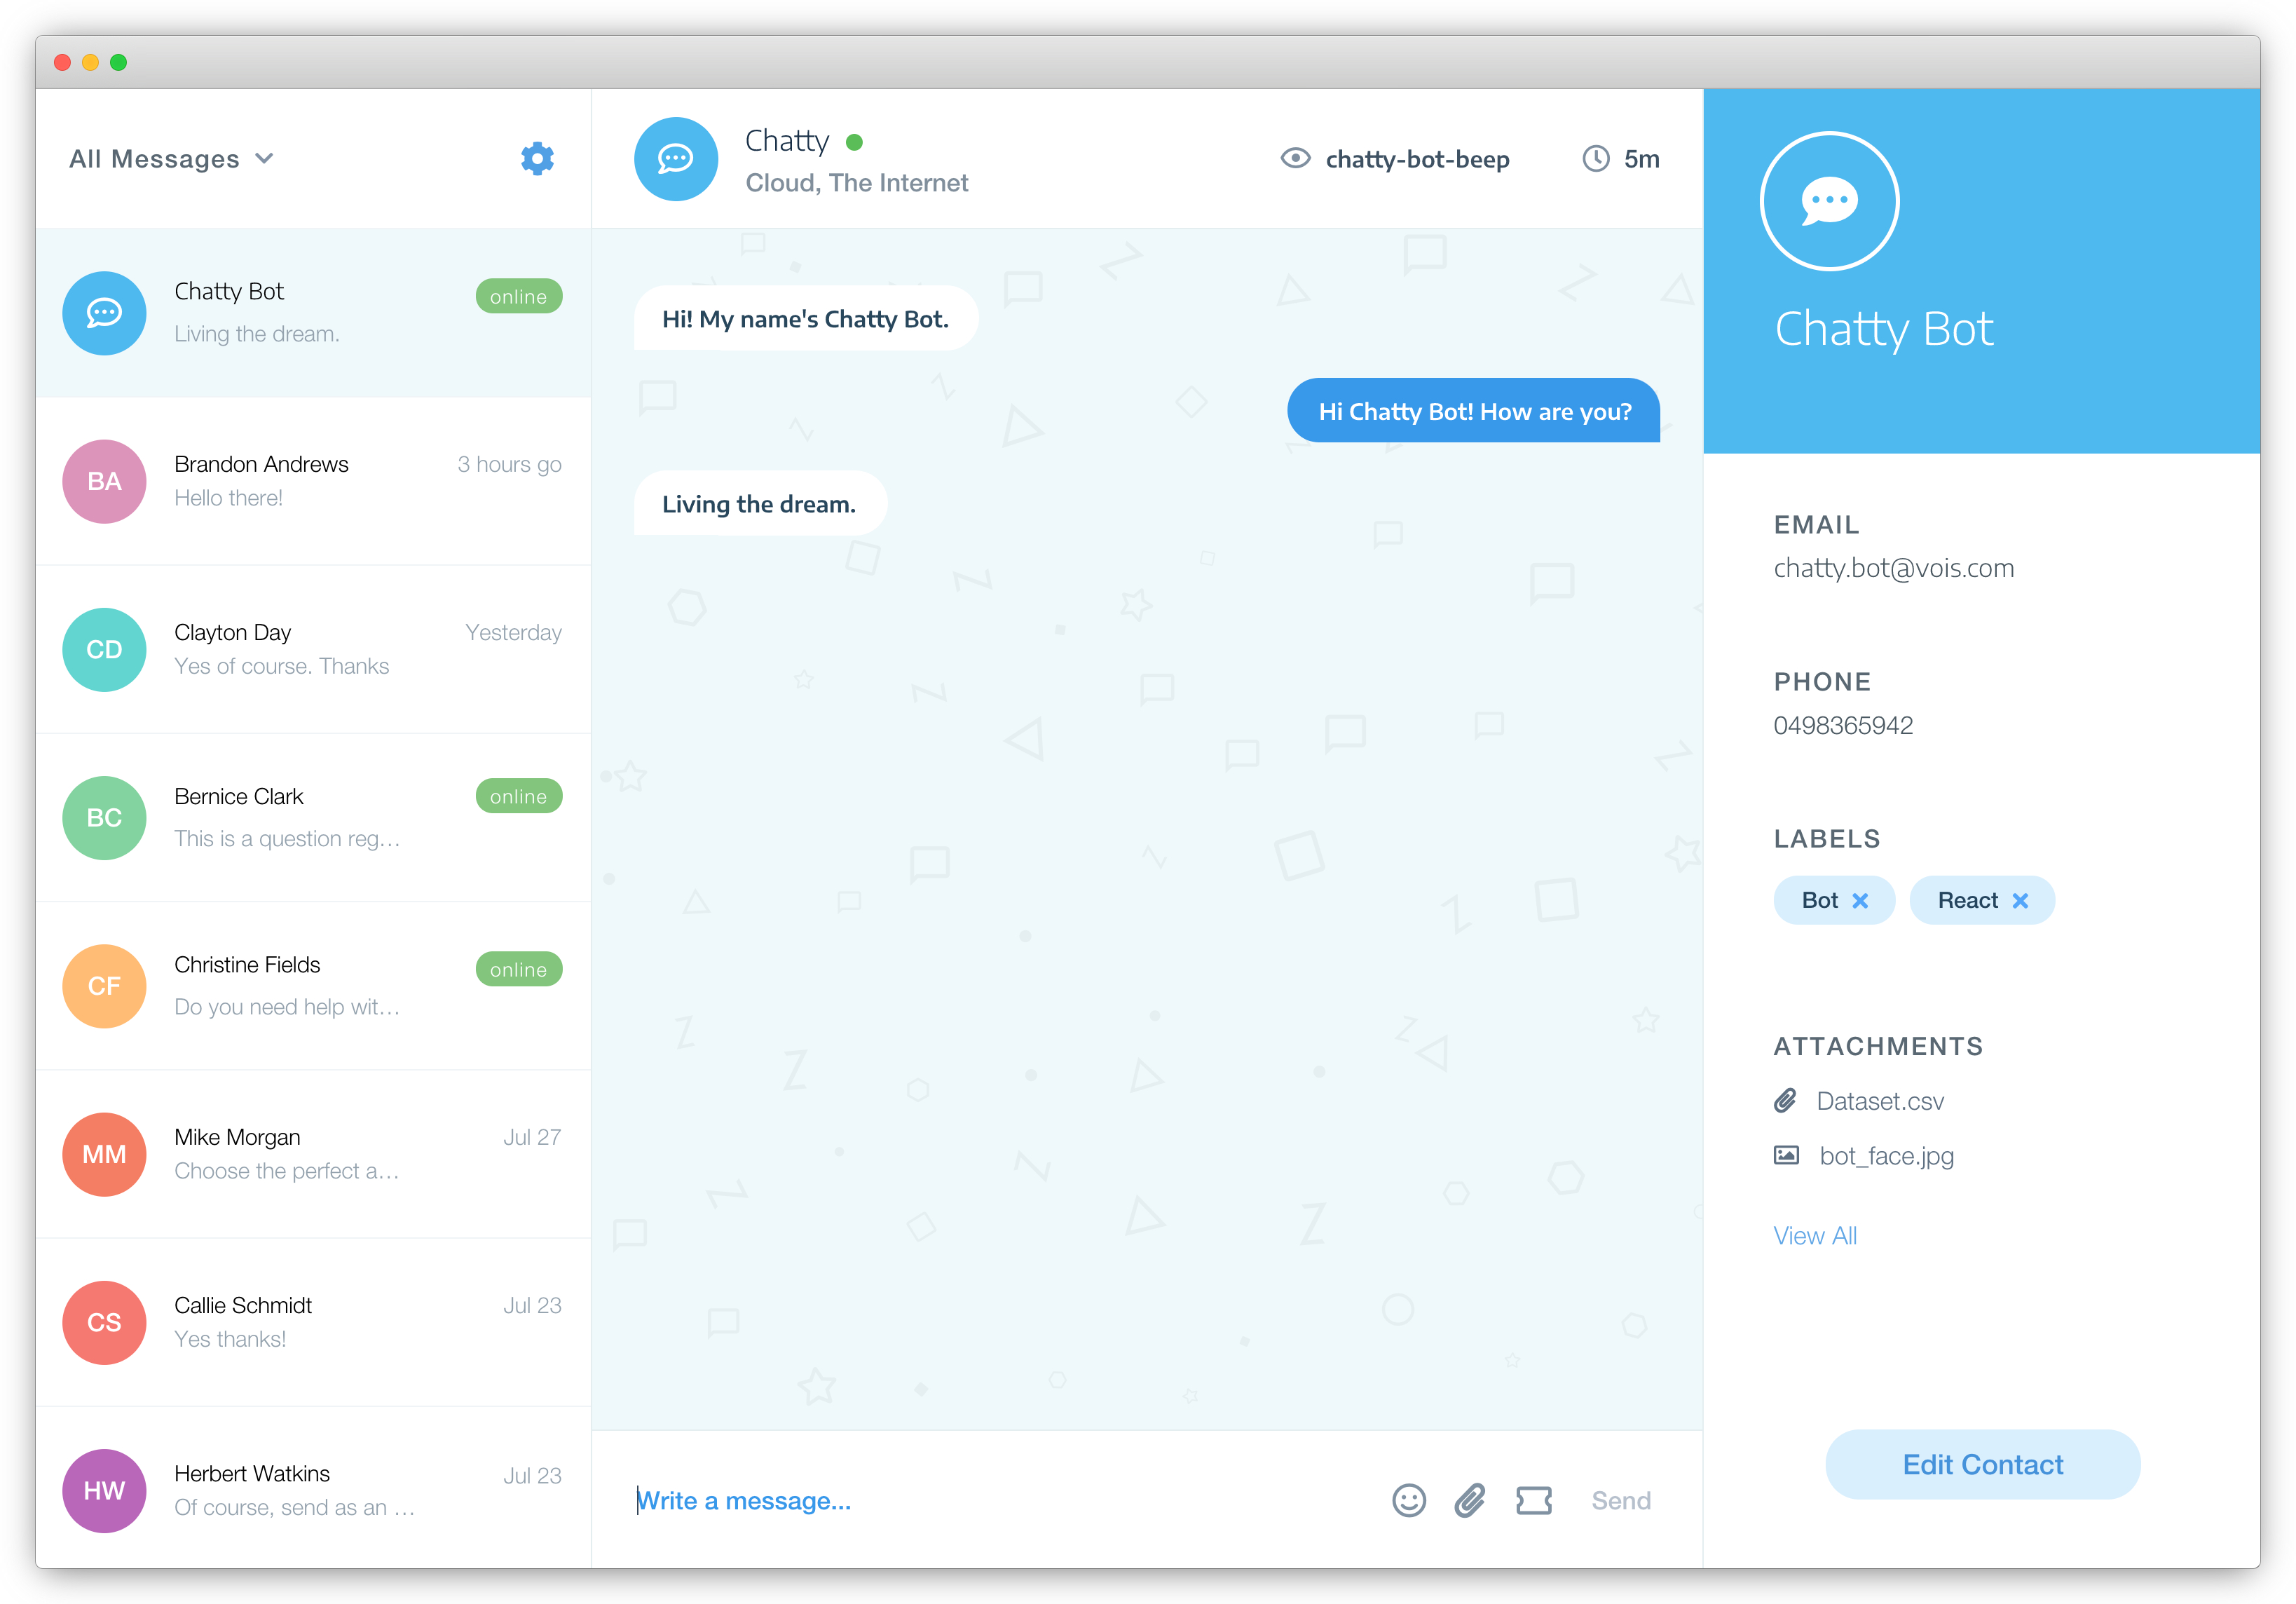 All Messages
Chatty Bot
online
Living the dream.
BA
Brandon Andrews
3 hours go
Hello there!
CD
Clayton Day
Yesterday
Yes of course. Thanks
BC
Bernice Clark
online
This is a question reg...
CF
Christine Fields
online
Do you need help wit...
MM
Mike Morgan
Jul 27
Choose the perfect a...
CS
Callie Schmidt
Jul 23
Yes thanks!
HW
Herbert Watkins
Jul 23
Of course, send as an ...
Chatty
Cloud, The Internet
chatty-bot-beep
5m
Hi! My name's Chatty Bot.
Hi Chatty Bot! How are you?
Living the dream.
Write a message...
Send
Chatty Bot
EMAIL
chatty.bot@vois.com
PHONE
0498365942
LABELS
Bot
React
ATTACHMENTS
Dataset.csv
bot_face.jpg
View All
Edit Contact